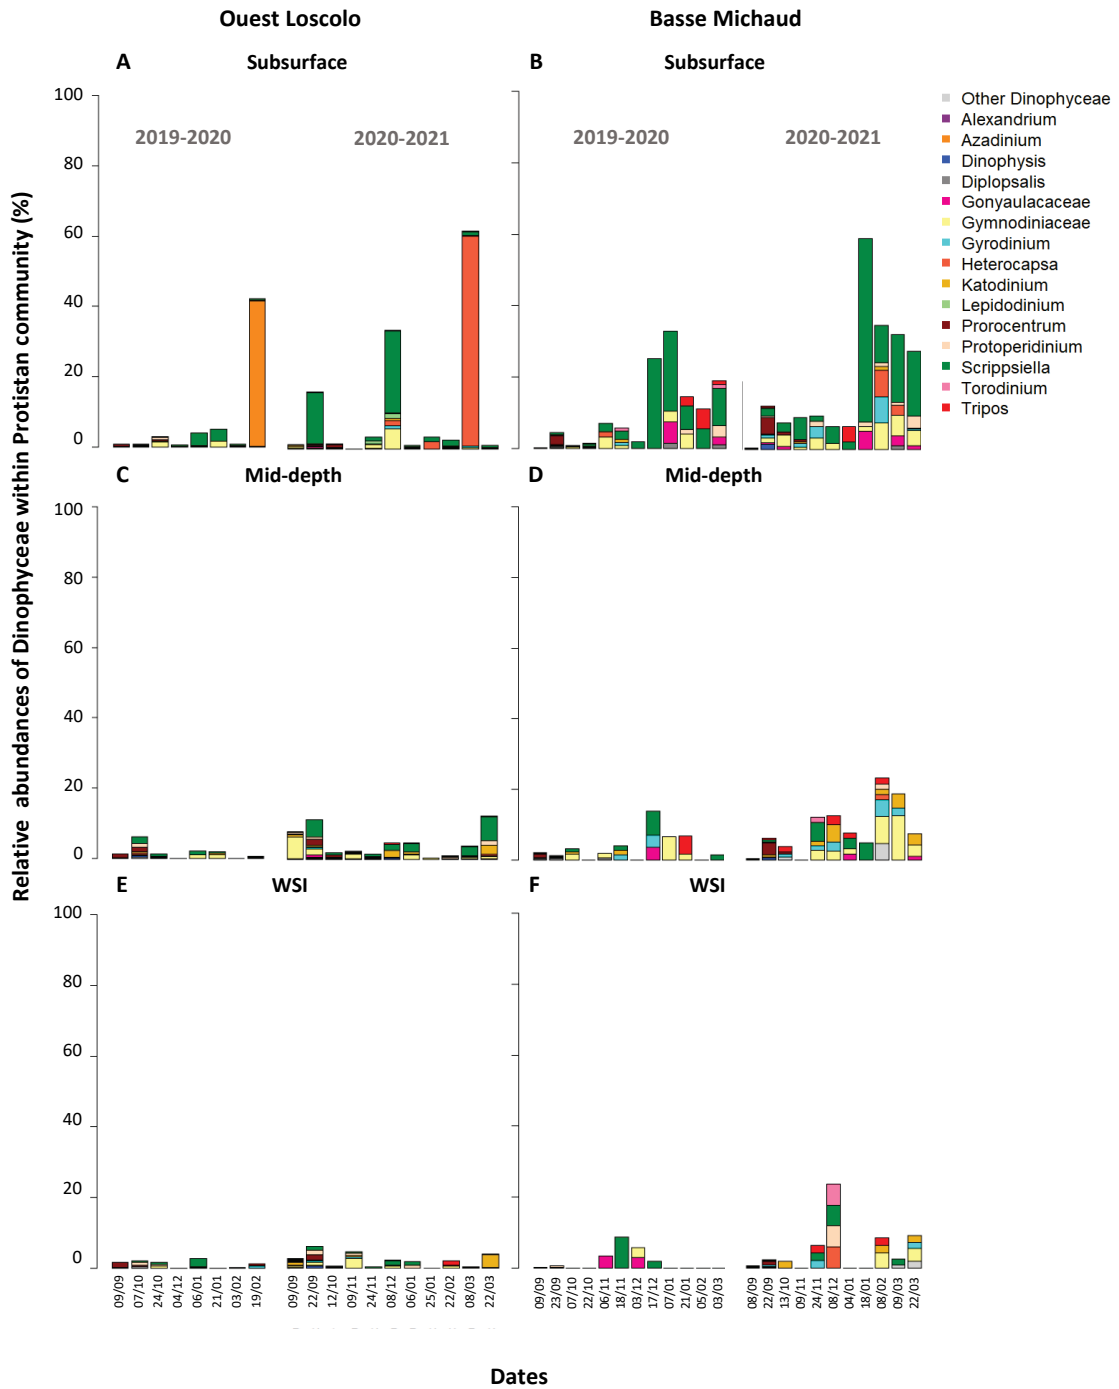 Ouest Loscolo
Basse Michaud
A
Subsurface
B
Subsurface
2019-2020
2020-2021
2019-2020
2020-2021
100
80
60
40
20
0
Other Dinophyceae
Alexandrium
Azadinium
Dinophysis
Diplopsalis
Gonyaulacaceae
Gymnodiniaceae
Gyrodinium
Heterocapsa
Katodinium
Lepidodinium
Prorocentrum
Protoperidinium
Scrippsiella
Torodinium
Tripos
Relative abundances of Dinophyceae within Protistan community (%)
C
Mid-depth
D
Mid-depth
100
80
60
40
20
0
E
WSI
F
WSI
100
80
60
40
20
0
09/09
07/10
24/10
04/12
06/01
21/01
03/02
19/02
09/09
22/09
12/10
09/11
24/11
08/12
06/01
25/01
22/02
08/03
22/03
09/09
23/09
07/10
22/10
06/11
18/11
03/12
17/12
07/01
21/01
05/02
03/03
08/09
22/09
13/10
09/11
24/11
08/12
04/01
18/01
08/02
09/03
22/03
Dates